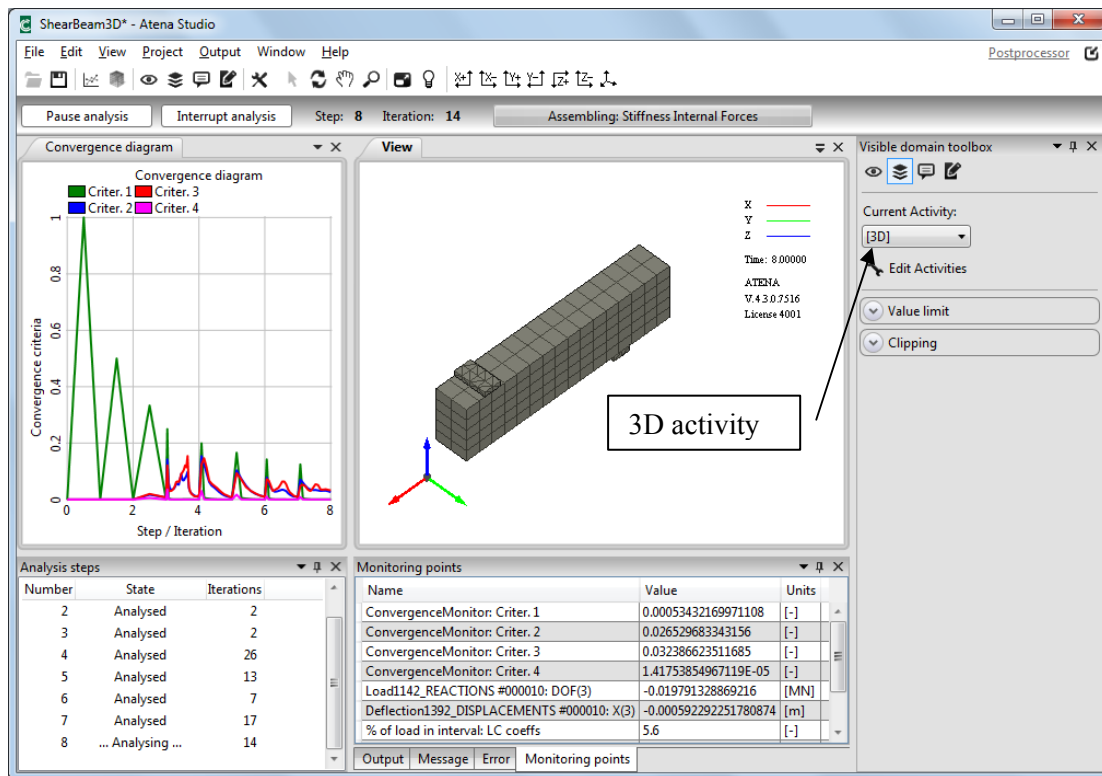 ShearBeam3D* - Atena Studio
File Edit View Project Output Window Help
Postprocessor
X+ X- Y+ Y- Z+ Z-
Pause analysis Interrupt analysis Step: 8 Iteration: 14 Assembling: Stiffness Internal Forces
Convergence diagram
Convergence diagram
Criter. 1 Criter. 3
Criter. 2 Criter. 4
Convergence criteria
1
0.8
0.6
0.4
0.2
0
0 2 4 6 8
Step / Iteration
View
X
Y
Z
Time: 8.00000
ATENA
V.4.3.0.7516
License 4001
3D activity
Visible domain toolbox
Current Activity:
[3D]
Edit Activities
Value limit
Clipping
Analysis steps
Number State Iterations
2 Analysed 2
3 Analysed 2
4 Analysed 26
5 Analysed 13
6 Analysed 7
7 Analysed 17
8 ... Analysing ... 14
Monitoring points
Name Value Units
ConvergenceMonitor: Criter. 1 0.00053432169971108 [-]
ConvergenceMonitor: Criter. 2 0.026529683343156 [-]
ConvergenceMonitor: Criter. 3 0.032386623511685 [-]
ConvergenceMonitor: Criter. 4 1.41753854967119E-05 [-]
Load1142_REACTIONS #000010: DOF(3) -0.019791328869216 [MN]
Deflection1392_DISPLACEMENTS #000010: X(3) -0.000592292251780874 [m]
% of load in interval: LC coeffs 5.6 [-]
Output Message Error Monitoring points